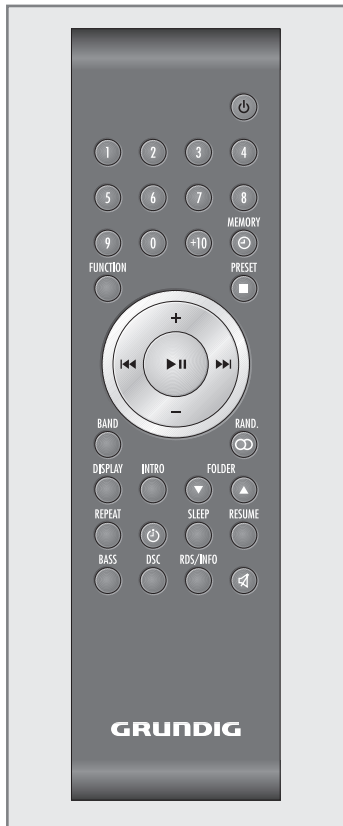 1 2 3 4
5 6 7 8
MEMORY
9 0 +10
FUNCTION PRESET
+
−
BAND RAND.
DISPLAY INTRO FOLDER
REPEAT SLEEP RESUME
BASS DSC RDS/INFO
GRUNDIG